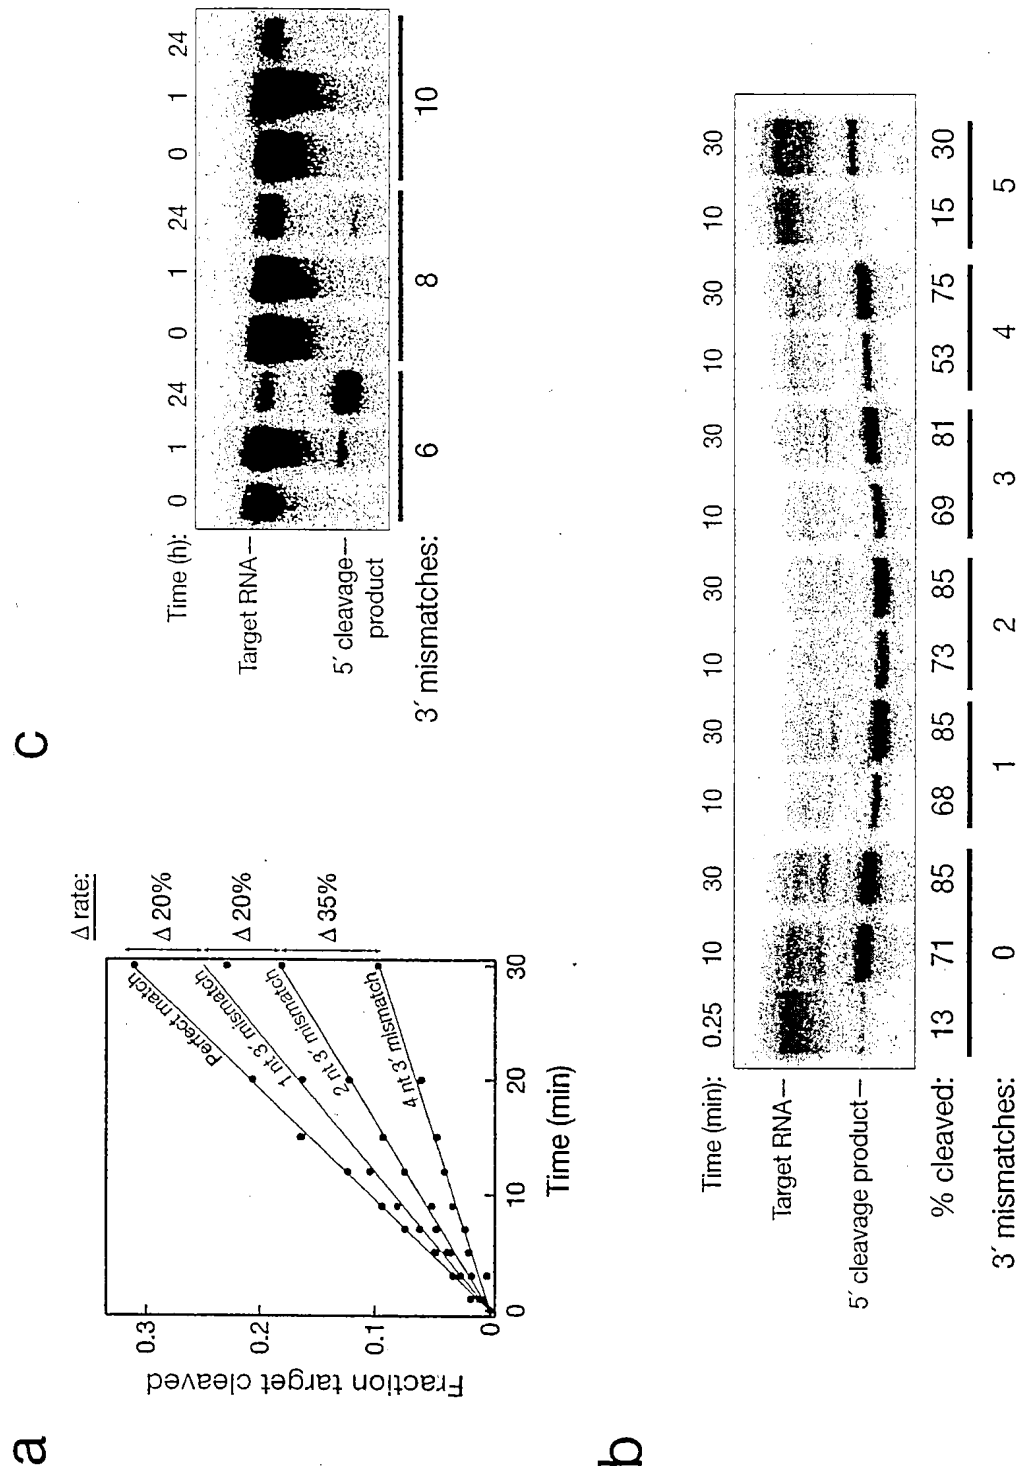 a
Fraction target cleaved
0.3
0.2
0.1
0
0
10
20
30
Time (min)
Perfect match
1 nt 3′ mismatch
2 nt 3′ mismatch
4 nt 3′ mismatch
Δ rate:
Δ 20%
Δ 20%
Δ 35%
c
Time (h): 0 1 24 0 1 24 0 1 24
Target RNA
5′ cleavage
product
3′ mismatches: 6 8 10
b
Time (min): 0.25 10 30 10 30 10 30 10 30 10 30 10 30
Target RNA
5′ cleavage product
% cleaved: 13 71 85 68 85 73 85 69 81 53 75 15 30
3′ mismatches: 0 1 2 3 4 5